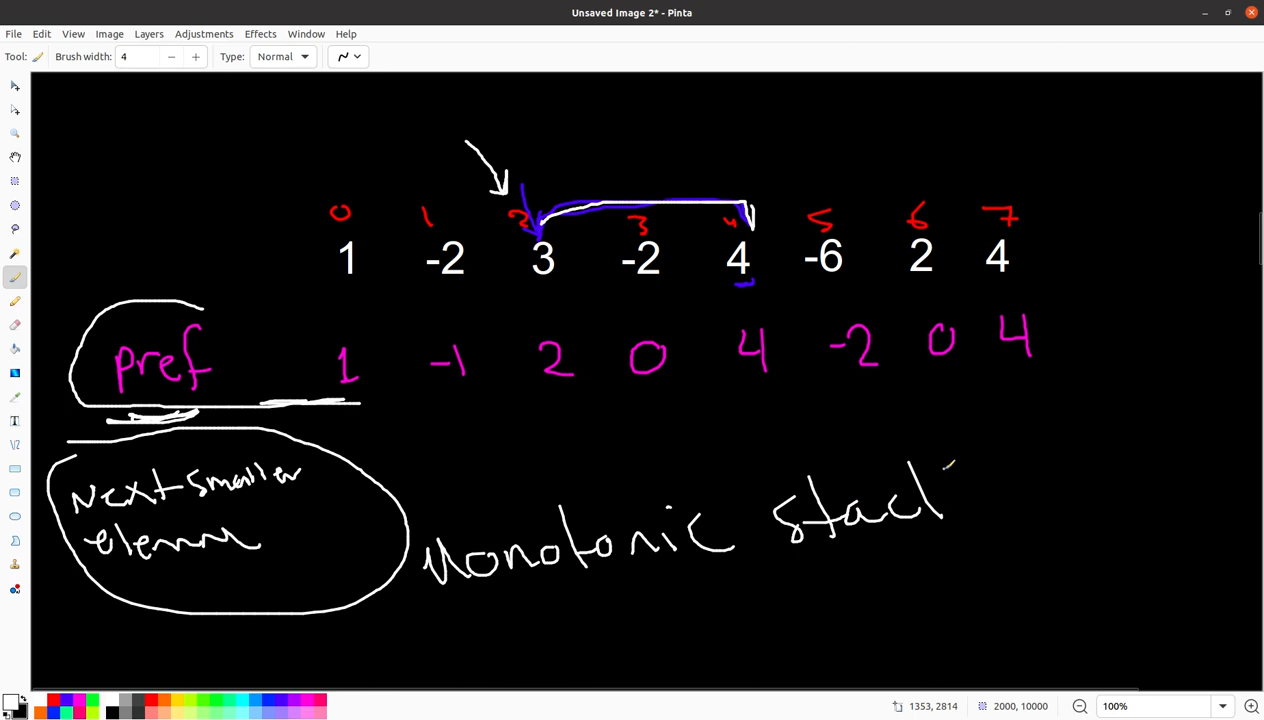 Unsaved Image 2* - Pinta
File Edit View Image Layers Adjustments Effects Window Help
Tool: Brush width: 4 Type: Normal
0 1 2 3 4 5 6 7
1 -2 3 -2 4 -6 2 4
pref 1 -1 2 0 4 -2 0 4
Next smaller
Monotonic stack
1353, 2814 2000, 10000 100%